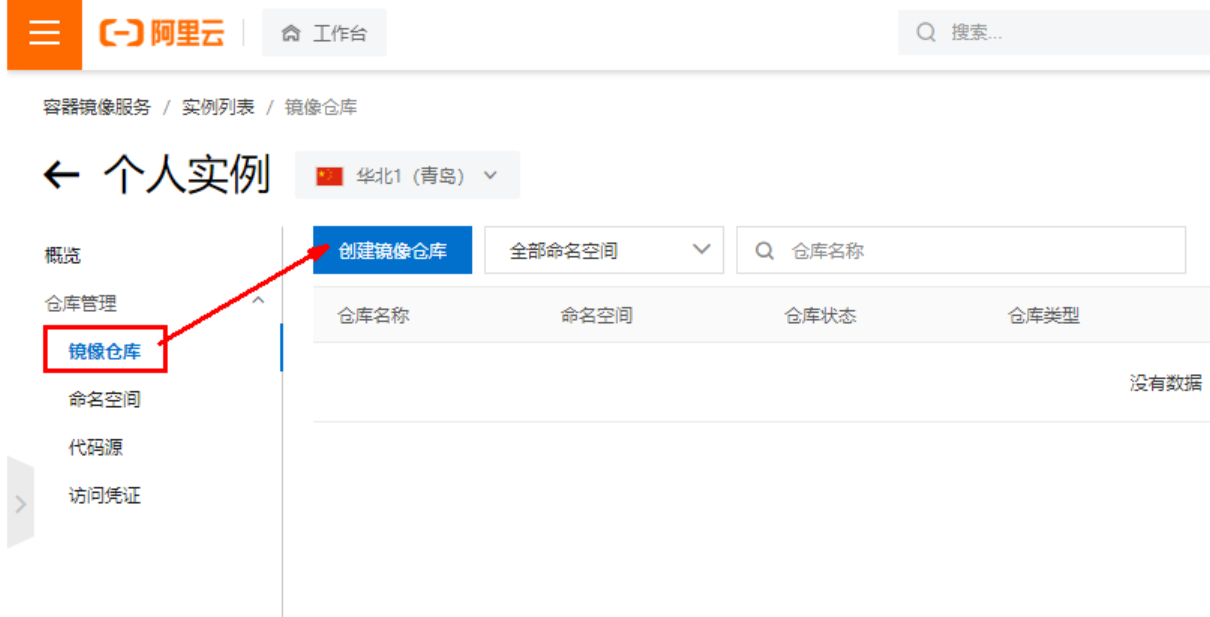 阿里云 工作台 搜索...
容器镜像服务 / 实例列表 / 镜像仓库
个人实例 华北1（青岛）
概览
仓库管理
镜像仓库
命名空间
代码源
访问凭证
创建镜像仓库 全部命名空间 仓库名称
仓库名称 命名空间 仓库状态 仓库类型
没有数据